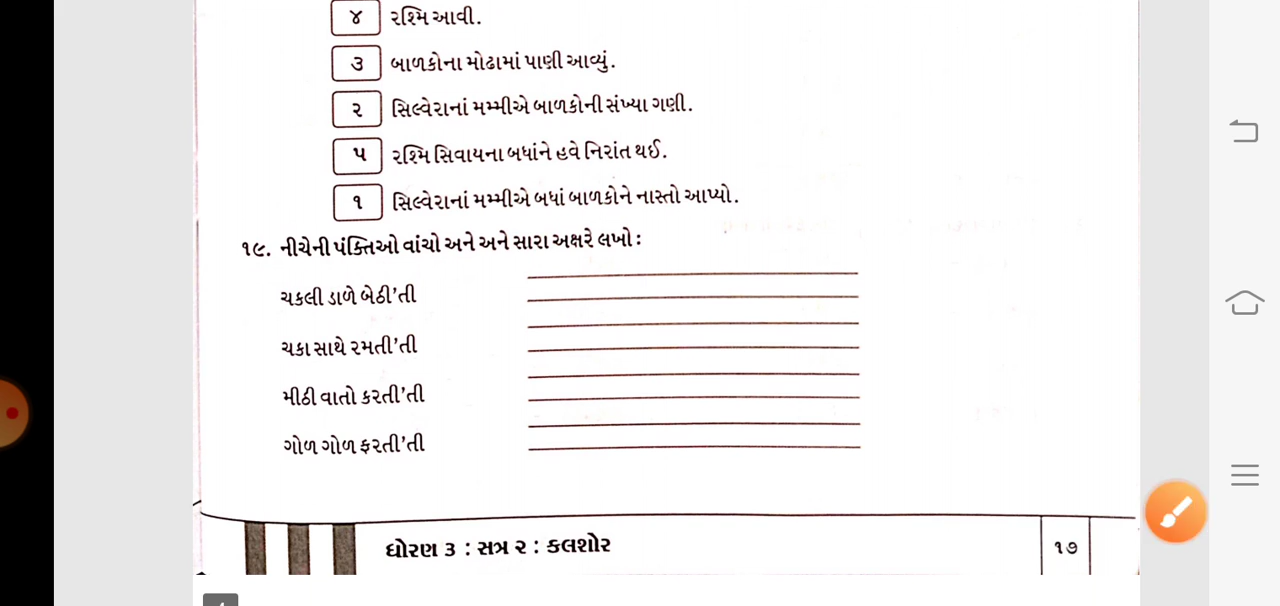 ૪ રશ્મિ આવી.
૩ બાળકોના મોઢામાં પાણી આવ્યું.
૨ સિલ્વેરાનાં મમ્મીએ બાળકોની સંખ્યા ગણી.
૫ રશ્મિ સિવાયના બધાંને હવે નિરાંત થઈ.
૧ સિલ્વેરાનાં મમ્મીએ બધાં બાળકોને નાસ્તો આપ્યો.
૧૯. નીચેની પંક્તિઓ વાંચો અને અને સારા અક્ષરે લખો :
ચકલી ડાળે બેઠી'તી
ચકા સાથે રમતી'તી
મીઠી વાતો કરતી'તી
ગોળ ગોળ ફરતી'તી
ધોરણ ૩ : સત્ર ૨ : કલશોર
૧૭